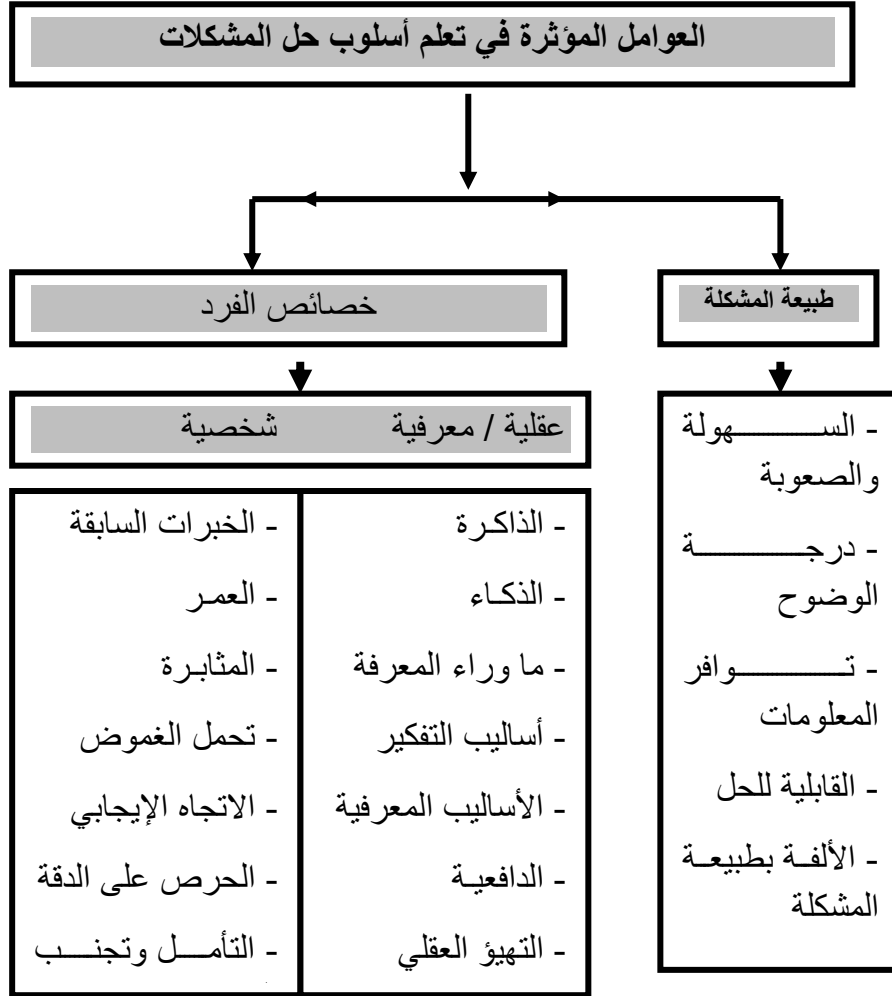 العوامل المؤثرة في تعلم أسلوب حل المشكلات
طبيعة المشكلة
خصائص الفرد
- السهولة
والصعوبة
- درجة
الوضوح
- توافر
المعلومات
- القابلية للحل
- الألفة بطبيعة
المشكلة
عقلية / معرفية شخصية
- الذاكرة
- الذكاء
- ما وراء المعرفة
- أساليب التفكير
- الأساليب المعرفية
- الدافعية
- التهيؤ العقلي
- الخبرات السابقة
- العمر
- المثابرة
- تحمل الغموض
- الاتجاه الإيجابي
- الحرص على الدقة
- التأمل وتجنب